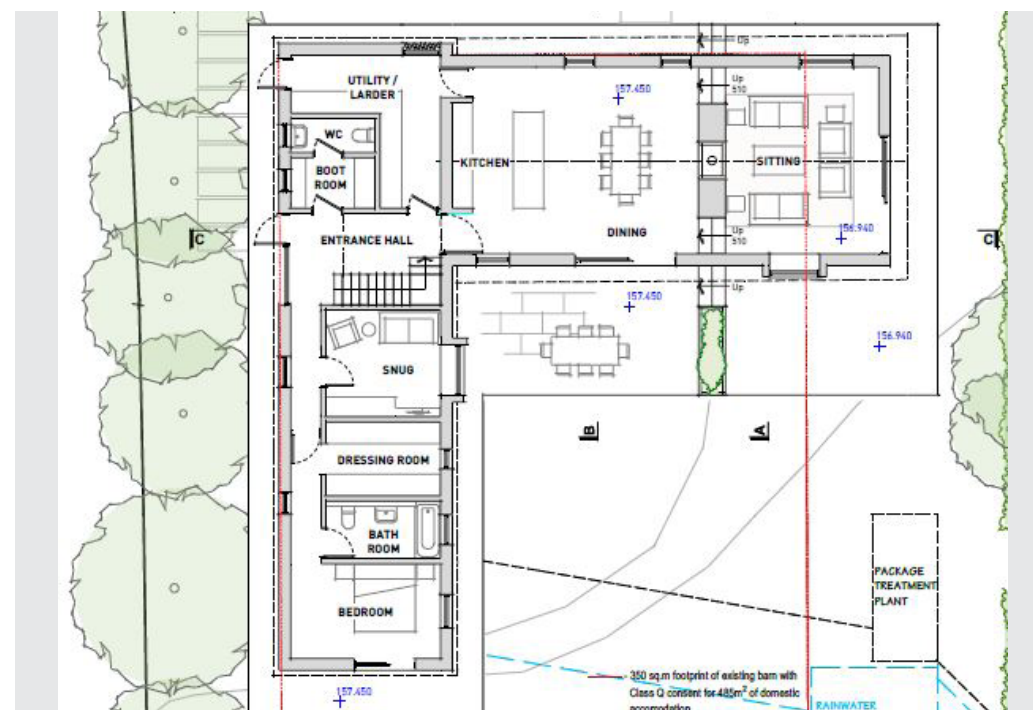 Up
UTILITY /
LARDER
Up
510
157.450
WC
KITCHEN
SITTING
BOOT
ROOM
C
ENTRANCE HALL
DINING
Up
510
156.940
C
Up
157.450
156.940
SNUG
B
A
DRESSING ROOM
BATH
ROOM
BEDROOM
PACKAGE
TREATMENT
PLANT
157.450
350 sq.m footprint of existing barn with
Class Q consent for 485m² of domestic
accomodation
RAINWATER